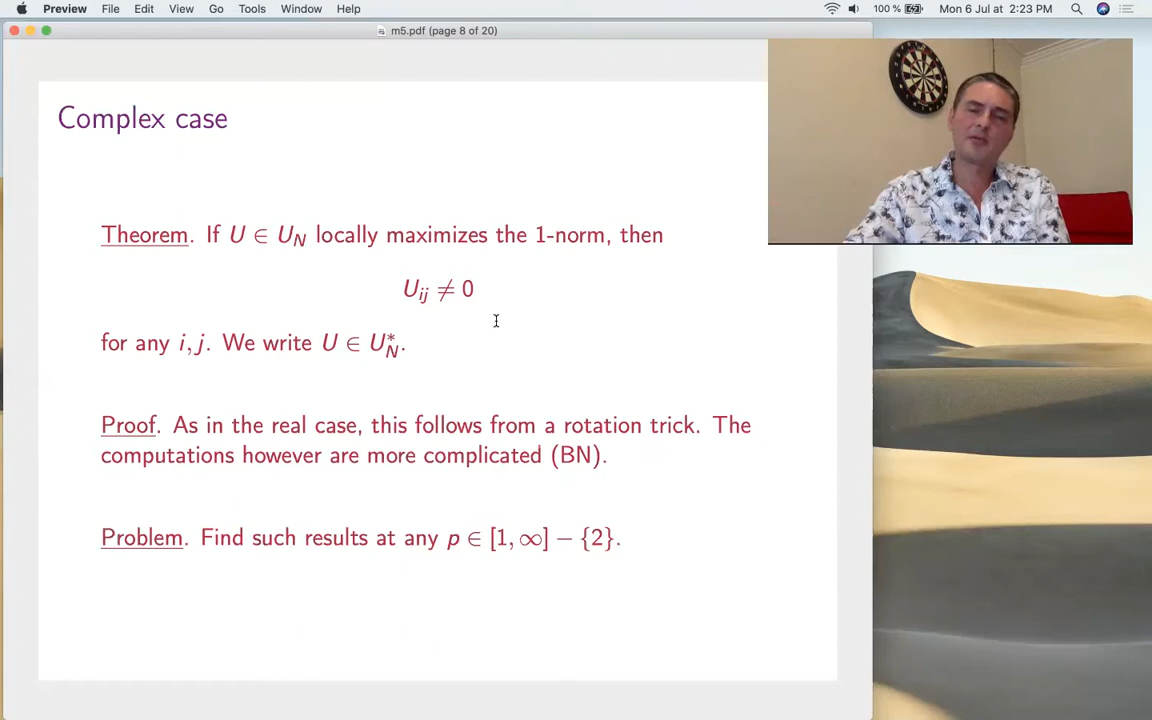 Preview File Edit View Go Tools Window Help 100 % Mon 6 Jul at 2:23 PM
m5.pdf (page 8 of 20)
Complex case
Theorem. If U ∈ U_N locally maximizes the 1-norm, then
U_{ij} ≠ 0
for any i, j. We write U ∈ U_N^*.
Proof. As in the real case, this follows from a rotation trick. The
computations however are more complicated (BN).
Problem. Find such results at any p ∈ [1, ∞] − {2}.